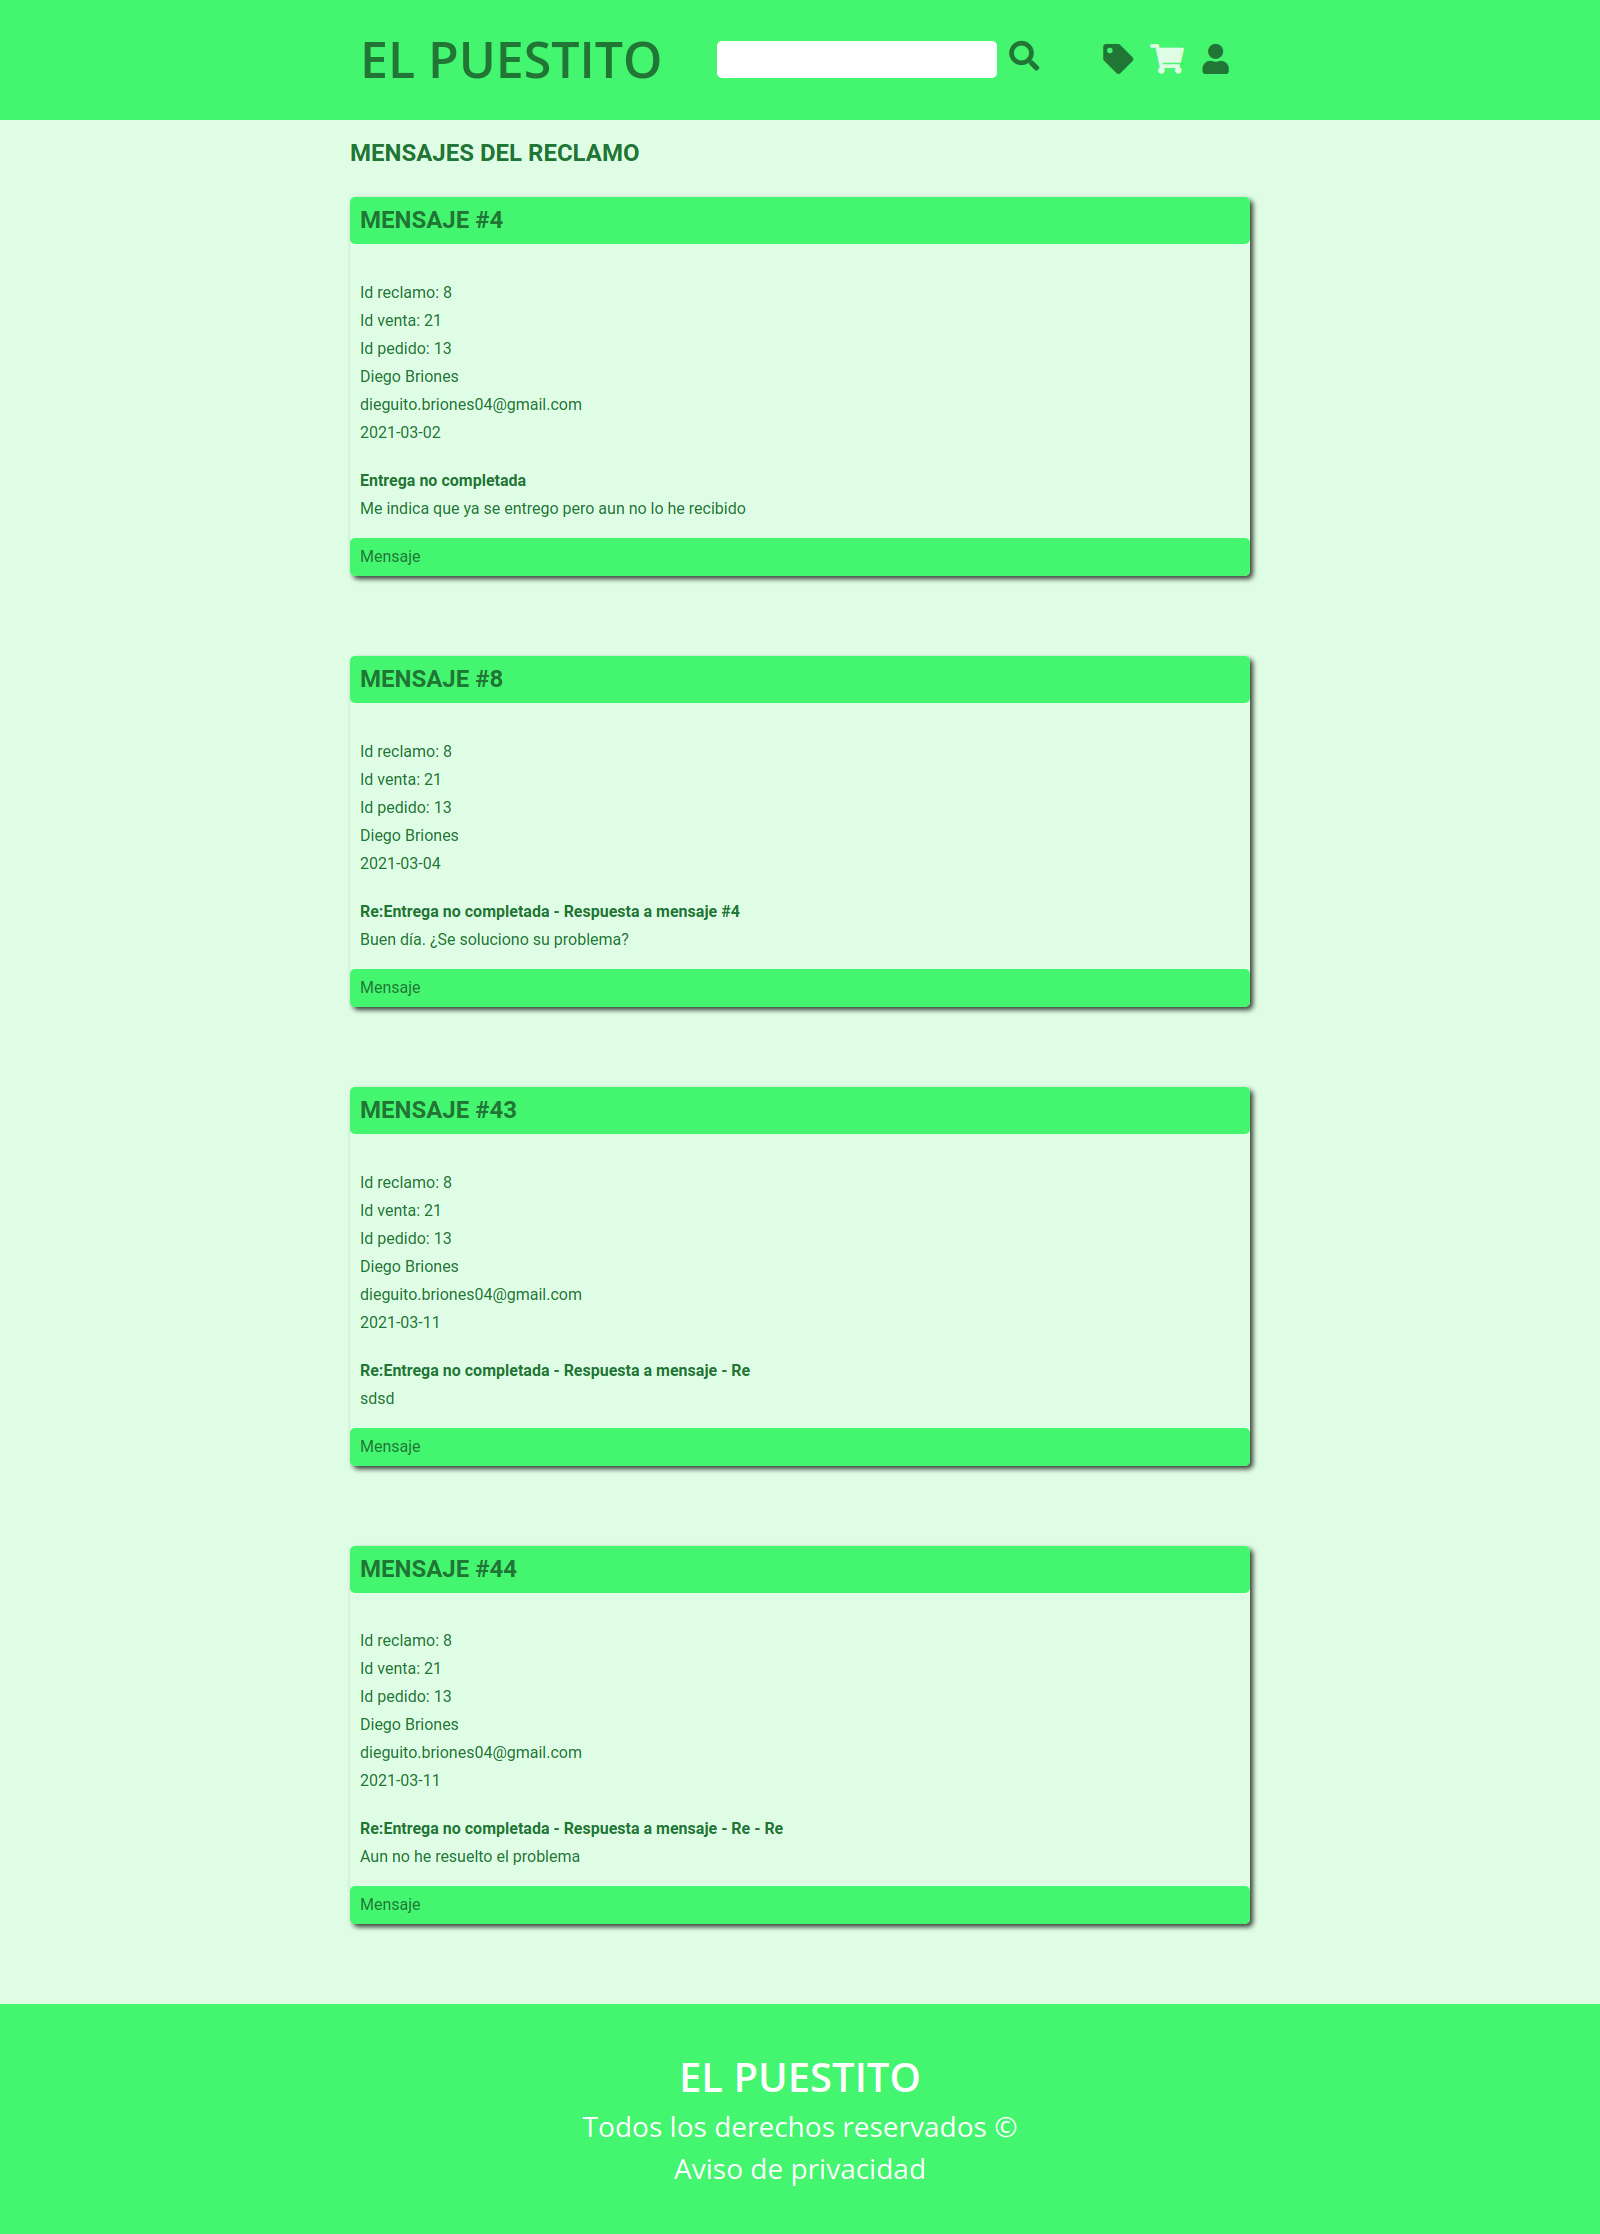 EL PUESTITO
MENSAJES DEL RECLAMO
MENSAJE #4
Id reclamo: 8
Id venta: 21
Id pedido: 13
Diego Briones
dieguito.briones04@gmail.com
2021-03-02
Entrega no completada
Me indica que ya se entrego pero aun no lo he recibido
Mensaje
MENSAJE #8
Id reclamo: 8
Id venta: 21
Id pedido: 13
Diego Briones
2021-03-04
Re:Entrega no completada - Respuesta a mensaje #4
Buen día. ¿Se soluciono su problema?
Mensaje
MENSAJE #43
Id reclamo: 8
Id venta: 21
Id pedido: 13
Diego Briones
dieguito.briones04@gmail.com
2021-03-11
Re:Entrega no completada - Respuesta a mensaje - Re
sdsd
Mensaje
MENSAJE #44
Id reclamo: 8
Id venta: 21
Id pedido: 13
Diego Briones
dieguito.briones04@gmail.com
2021-03-11
Re:Entrega no completada - Respuesta a mensaje - Re - Re
Aun no he resuelto el problema
Mensaje
EL PUESTITO
Todos los derechos reservados ©
Aviso de privacidad